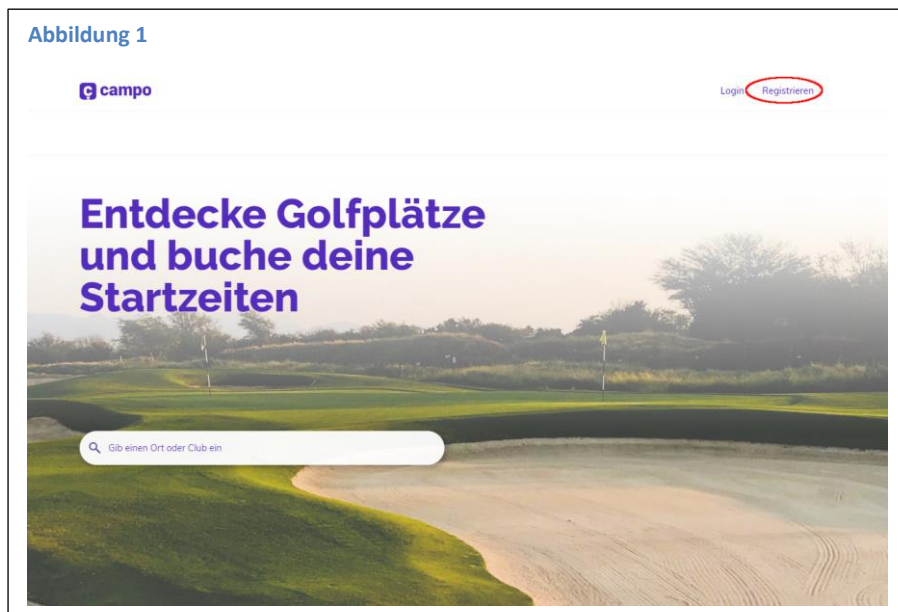 Abbildung 1
campo
Login Registrieren
Entdecke Golfplätze
und buche deine
Startzeiten
Gib einen Ort oder Club ein